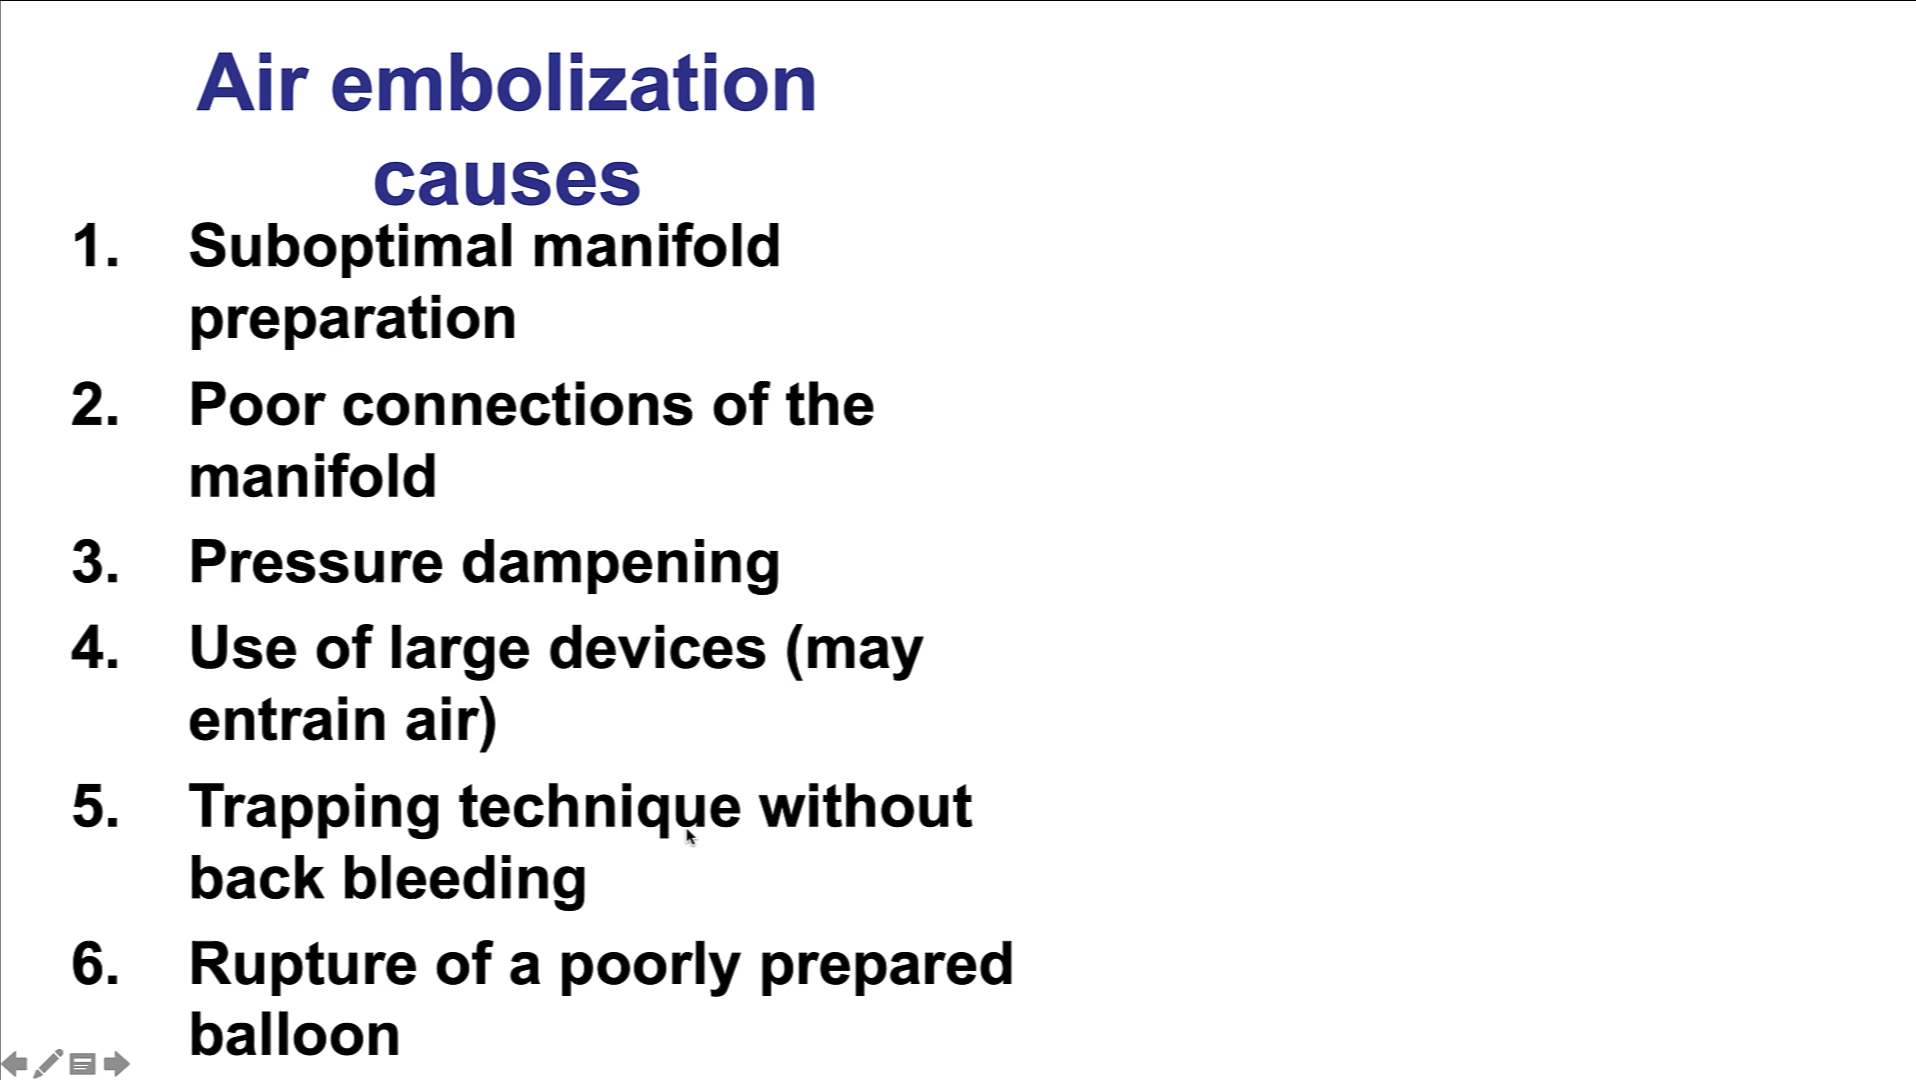 Air embolization
causes
1. Suboptimal manifold
preparation
2. Poor connections of the
manifold
3. Pressure dampening
4. Use of large devices (may
entrain air)
5. Trapping technique without
back bleeding
6. Rupture of a poorly prepared
balloon